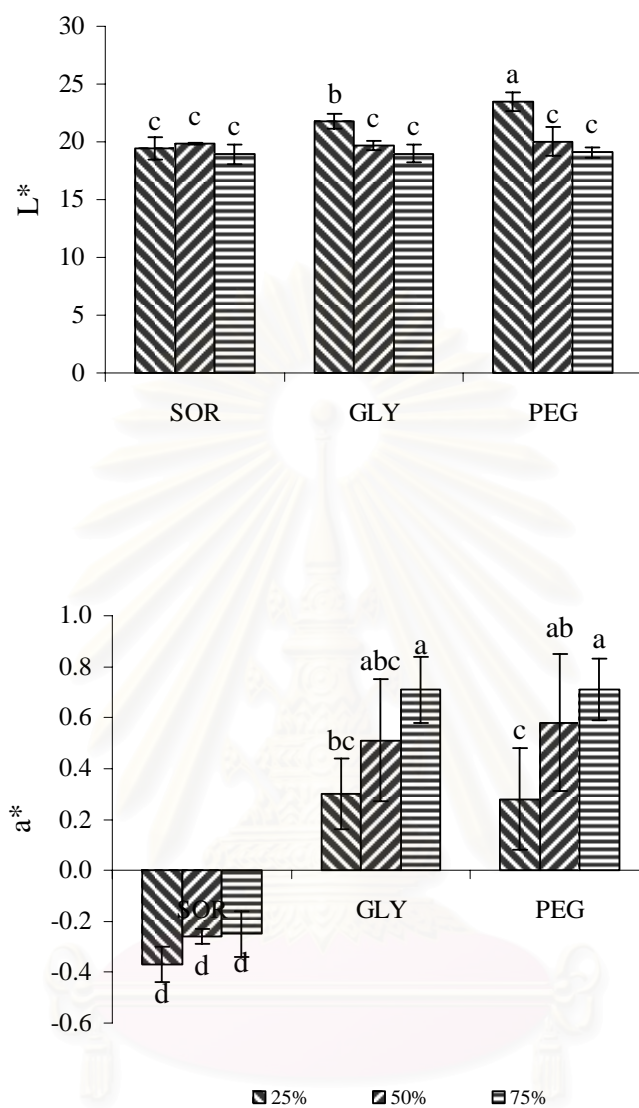 30
25
20
15
10
5
0
L*
c c c
b c c
a c c
SOR GLY PEG
1.0
0.8
0.6
0.4
0.2
0.0
-0.2
-0.4
-0.6
a*
d d d
bc abc a
c ab a
SOR GLY PEG
25% 50% 75%